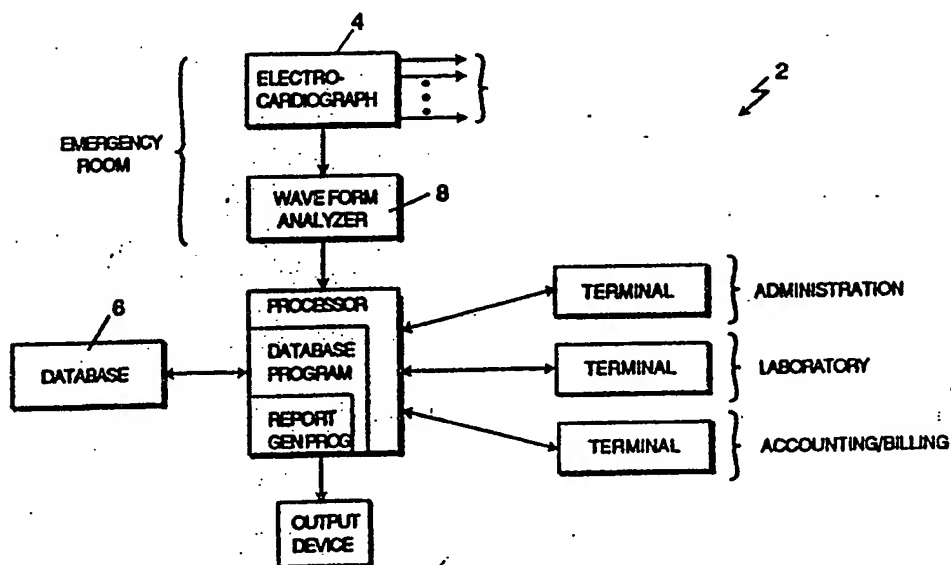 4
2
ELECTRO-
CARDIOGRAPH
EMERGENCY
ROOM
8
WAVE FORM
ANALYZER
PROCESSOR
DATABASE
PROGRAM
REPORT
GEN PROG
6
DATABASE
TERMINAL
ADMINISTRATION
TERMINAL
LABORATORY
TERMINAL
ACCOUNTING/BILLING
OUTPUT
DEVICE